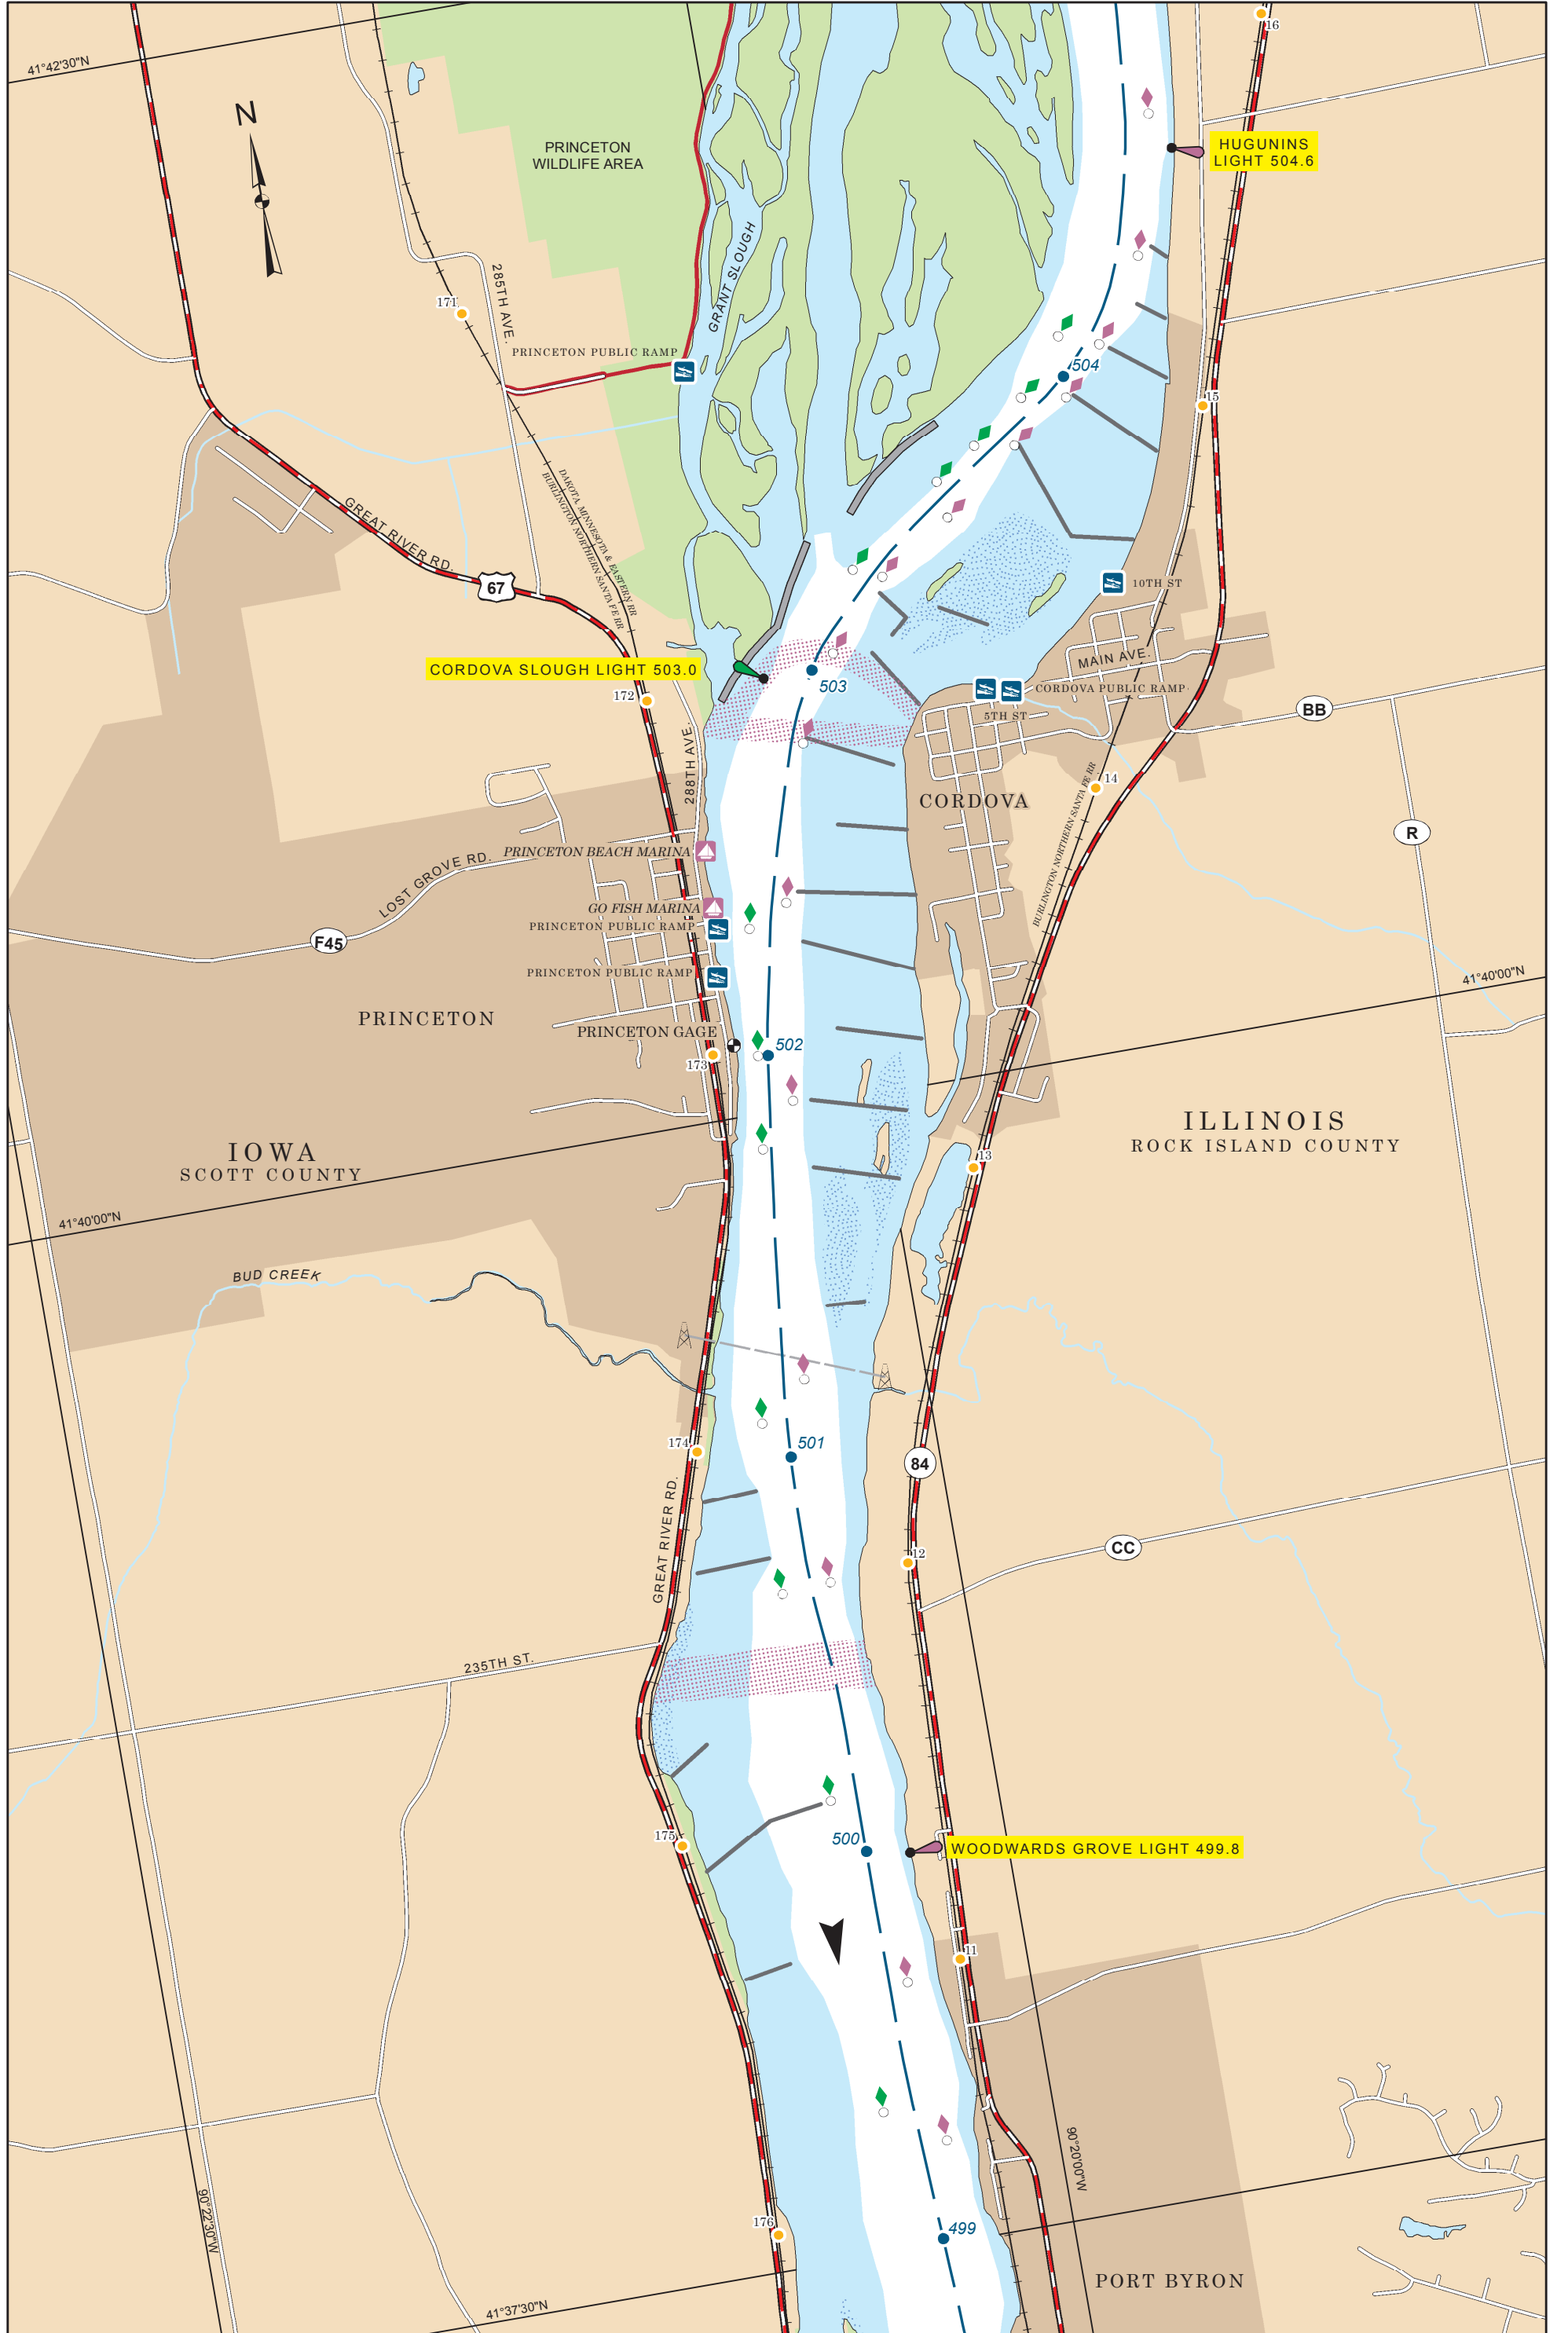 16
41°42'30"N
N
HUGUNINS
LIGHT 504.6
PRINCETON
WILDLIFE AREA
GRANT SLOUGH
285TH AVE.
171
PRINCETON PUBLIC RAMP
504
15
GREAT RIVER RD.
DAKOTA, MINNESOTA & EASTERN RR
BURLINGTON NORTHERN SANTA FE RR
67
10TH ST
MAIN AVE.
CORDOVA SLOUGH LIGHT 503.0
503
CORDOVA PUBLIC RAMP
172
5TH ST
BB
288TH AVE.
BURLINGTON NORTHERN SANTA FE RR
14
CORDOVA
R
PRINCETON BEACH MARINA
LOST GROVE RD.
GO FISH MARINA
PRINCETON PUBLIC RAMP
F45
PRINCETON PUBLIC RAMP
41°40'00"N
PRINCETON
PRINCETON GAGE
502
173
ILLINOIS
ROCK ISLAND COUNTY
IOWA
SCOTT COUNTY
13
41°40'00"N
BUD CREEK
174
501
84
GREAT RIVER RD.
12
CC
235TH ST.
175
500
WOODWARDS GROVE LIGHT 499.8
11
90°20'00"W
90°22'30"W
176
499
PORT BYRON
41°37'30"N